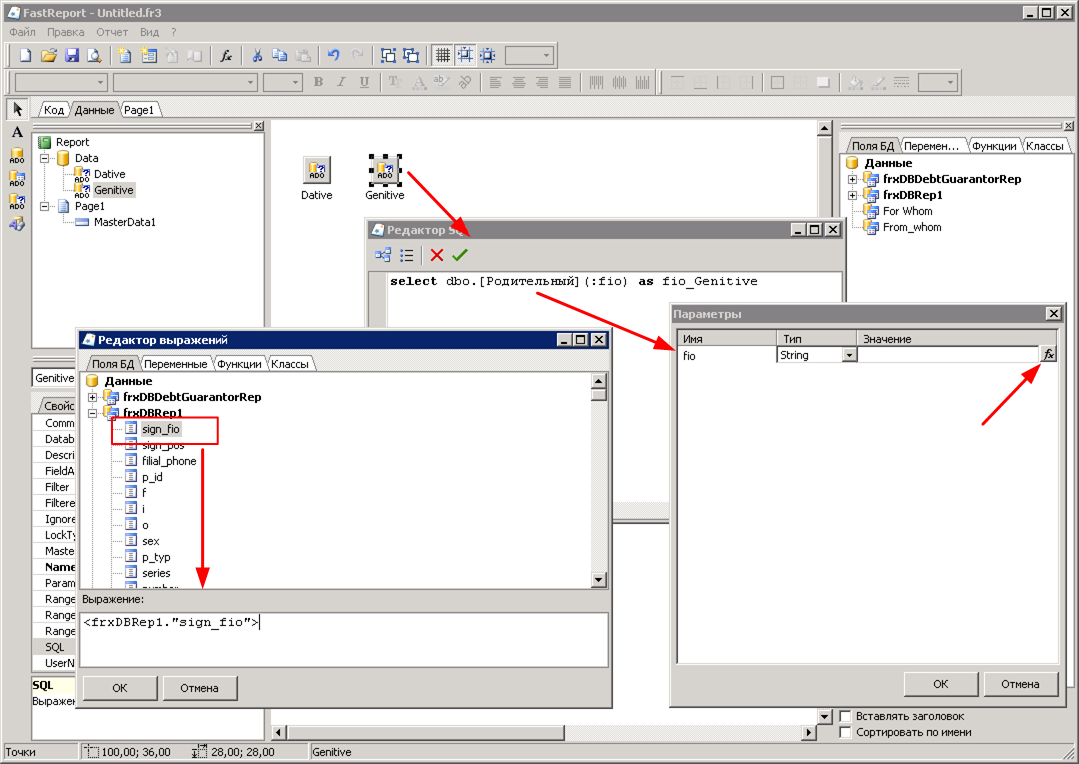 FastReport - Untitled.fr3
Файл Правка Отчет Вид ?
Код Данные Page1
Report
Data
Dative
Genitive
Page1
MasterData1
Dative
Genitive
Поля БД Перемен... Функции Классы
Данные
frxDBDebtGuarantorRep
frxDBRep1
For Whom
From_whom
Редактор S
select dbo.[Родительный](:fio) as fio_Genitive
Параметры
Имя Тип Значение
fio String
OK Отмена
Редактор выражений
Поля БД Переменные Функции Классы
Данные
frxDBDebtGuarantorRep
frxDBRep1
sign_fio
sign_pos
filial_phone
p_id
f
i
o
sex
p_typ
series
Выражение:
<frxDBRep1."sign_fio">
OK Отмена
Genitive
Свойс
Comm
Datab
Descri
FieldA
Filter
Filtere
Ignore
LockTy
Maste
Name
Param
Range
Range
Range
SQL
UserN
SQL
Выражен
Вставлять заголовок
Сортировать по имени
Точки 100,00; 36,00 28,00; 28,00 Genitive